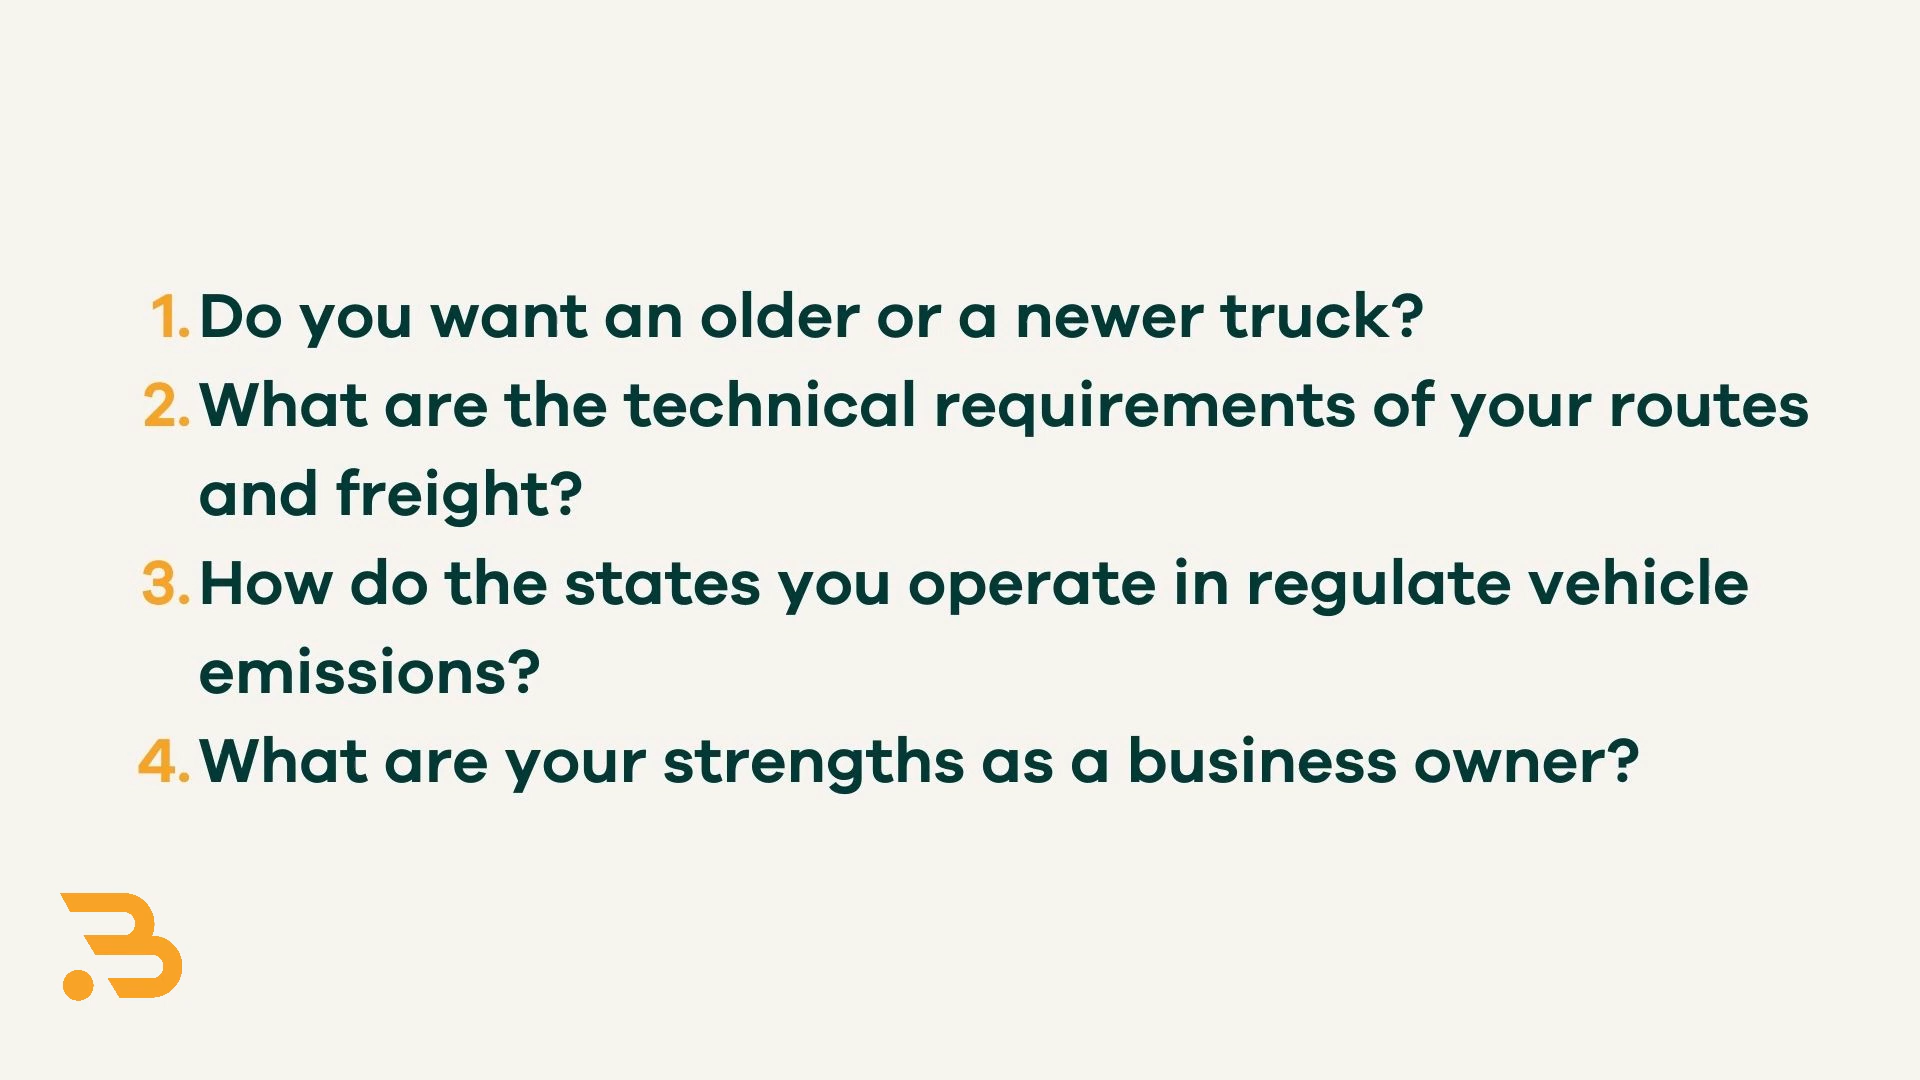 1. Do you want an older or a newer truck?
2. What are the technical requirements of your routes
and freight?
3. How do the states you operate in regulate vehicle
emissions?
4. What are your strengths as a business owner?